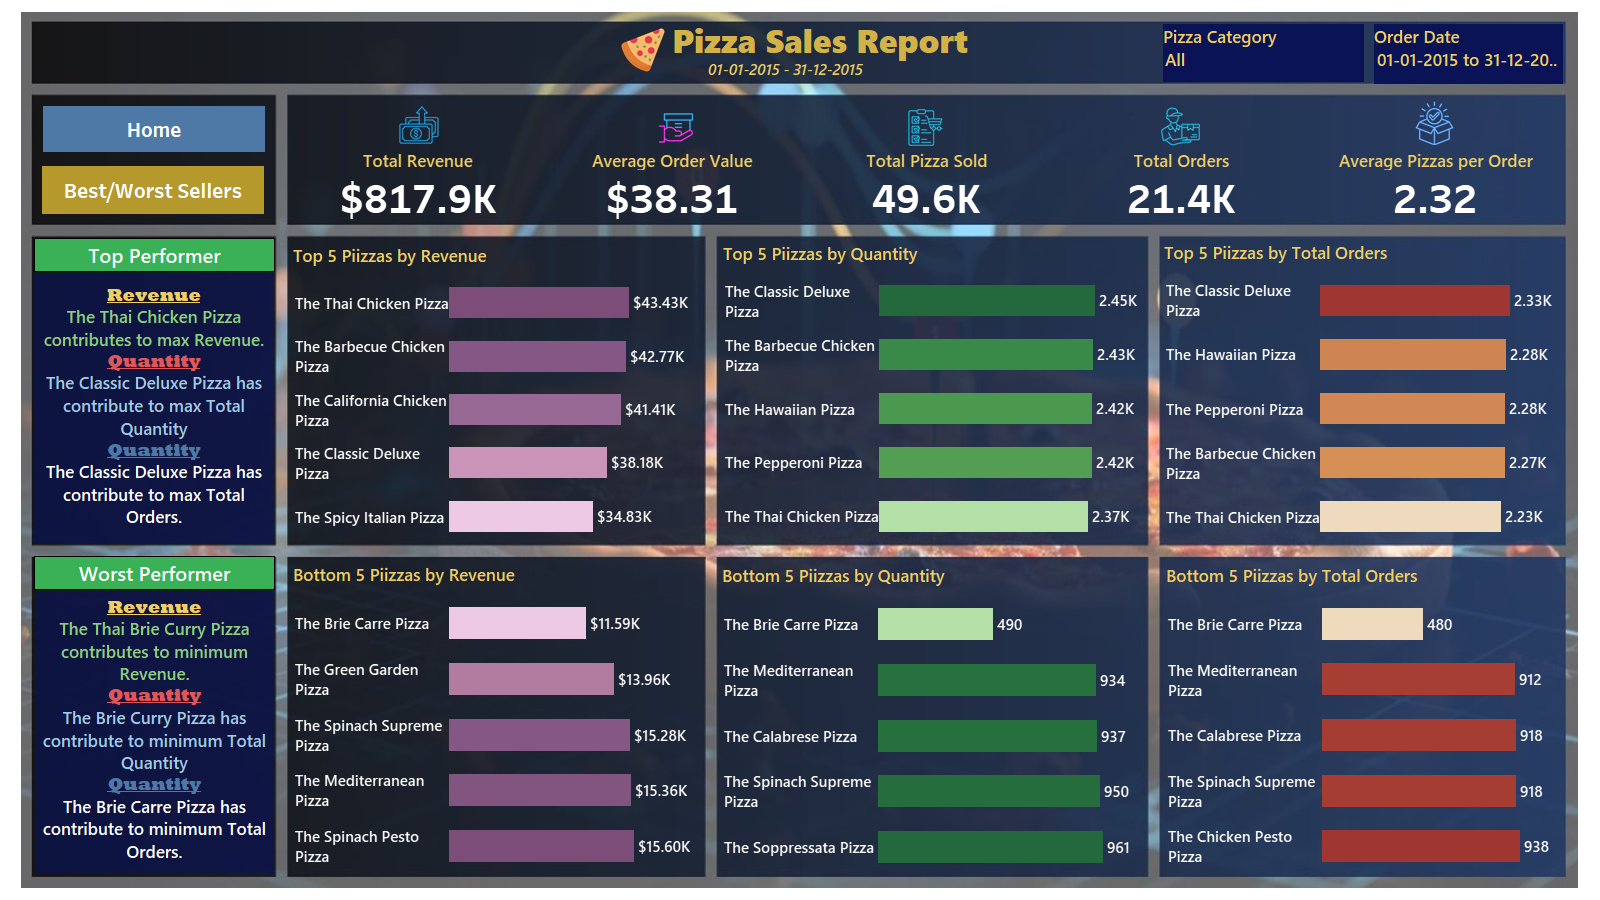 Pizza Sales Report
01-01-2015 - 31-12-2015
Pizza Category
All
Order Date
01-01-2015 to 31-12-20..
Home
Best/Worst Sellers
Total Revenue
$817.9K
Average Order Value
$38.31
Total Pizza Sold
49.6K
Total Orders
21.4K
Average Pizzas per Order
2.32
Top Performer
Revenue
The Thai Chicken Pizza
contributes to max Revenue.
Quantity
The Classic Deluxe Pizza has
contribute to max Total
Quantity
Quantity
The Classic Deluxe Pizza has
contribute to max Total
Orders.
Top 5 Piizzas by Revenue
The Thai Chicken Pizza
$43.43K
The Barbecue Chicken
Pizza
$42.77K
The California Chicken
Pizza
$41.41K
The Classic Deluxe
Pizza
$38.18K
The Spicy Italian Pizza
$34.83K
Top 5 Piizzas by Quantity
The Classic Deluxe
Pizza
2.45K
The Barbecue Chicken
Pizza
2.43K
The Hawaiian Pizza
2.42K
The Pepperoni Pizza
2.42K
The Thai Chicken Pizza
2.37K
Top 5 Piizzas by Total Orders
The Classic Deluxe
Pizza
2.33K
The Hawaiian Pizza
2.28K
The Pepperoni Pizza
2.28K
The Barbecue Chicken
Pizza
2.27K
The Thai Chicken Pizza
2.23K
Worst Performer
Revenue
The Thai Brie Curry Pizza
contributes to minimum
Revenue.
Quantity
The Brie Curry Pizza has
contribute to minimum Total
Quantity
Quantity
The Brie Carre Pizza has
contribute to minimum Total
Orders.
Bottom 5 Piizzas by Revenue
The Brie Carre Pizza
$11.59K
The Green Garden
Pizza
$13.96K
The Spinach Supreme
Pizza
$15.28K
The Mediterranean
Pizza
$15.36K
The Spinach Pesto
Pizza
$15.60K
Bottom 5 Piizzas by Quantity
The Brie Carre Pizza
490
The Mediterranean
Pizza
934
The Calabrese Pizza
937
The Spinach Supreme
Pizza
950
The Soppressata Pizza
961
Bottom 5 Piizzas by Total Orders
The Brie Carre Pizza
480
The Mediterranean
Pizza
912
The Calabrese Pizza
918
The Spinach Supreme
Pizza
918
The Chicken Pesto
Pizza
938